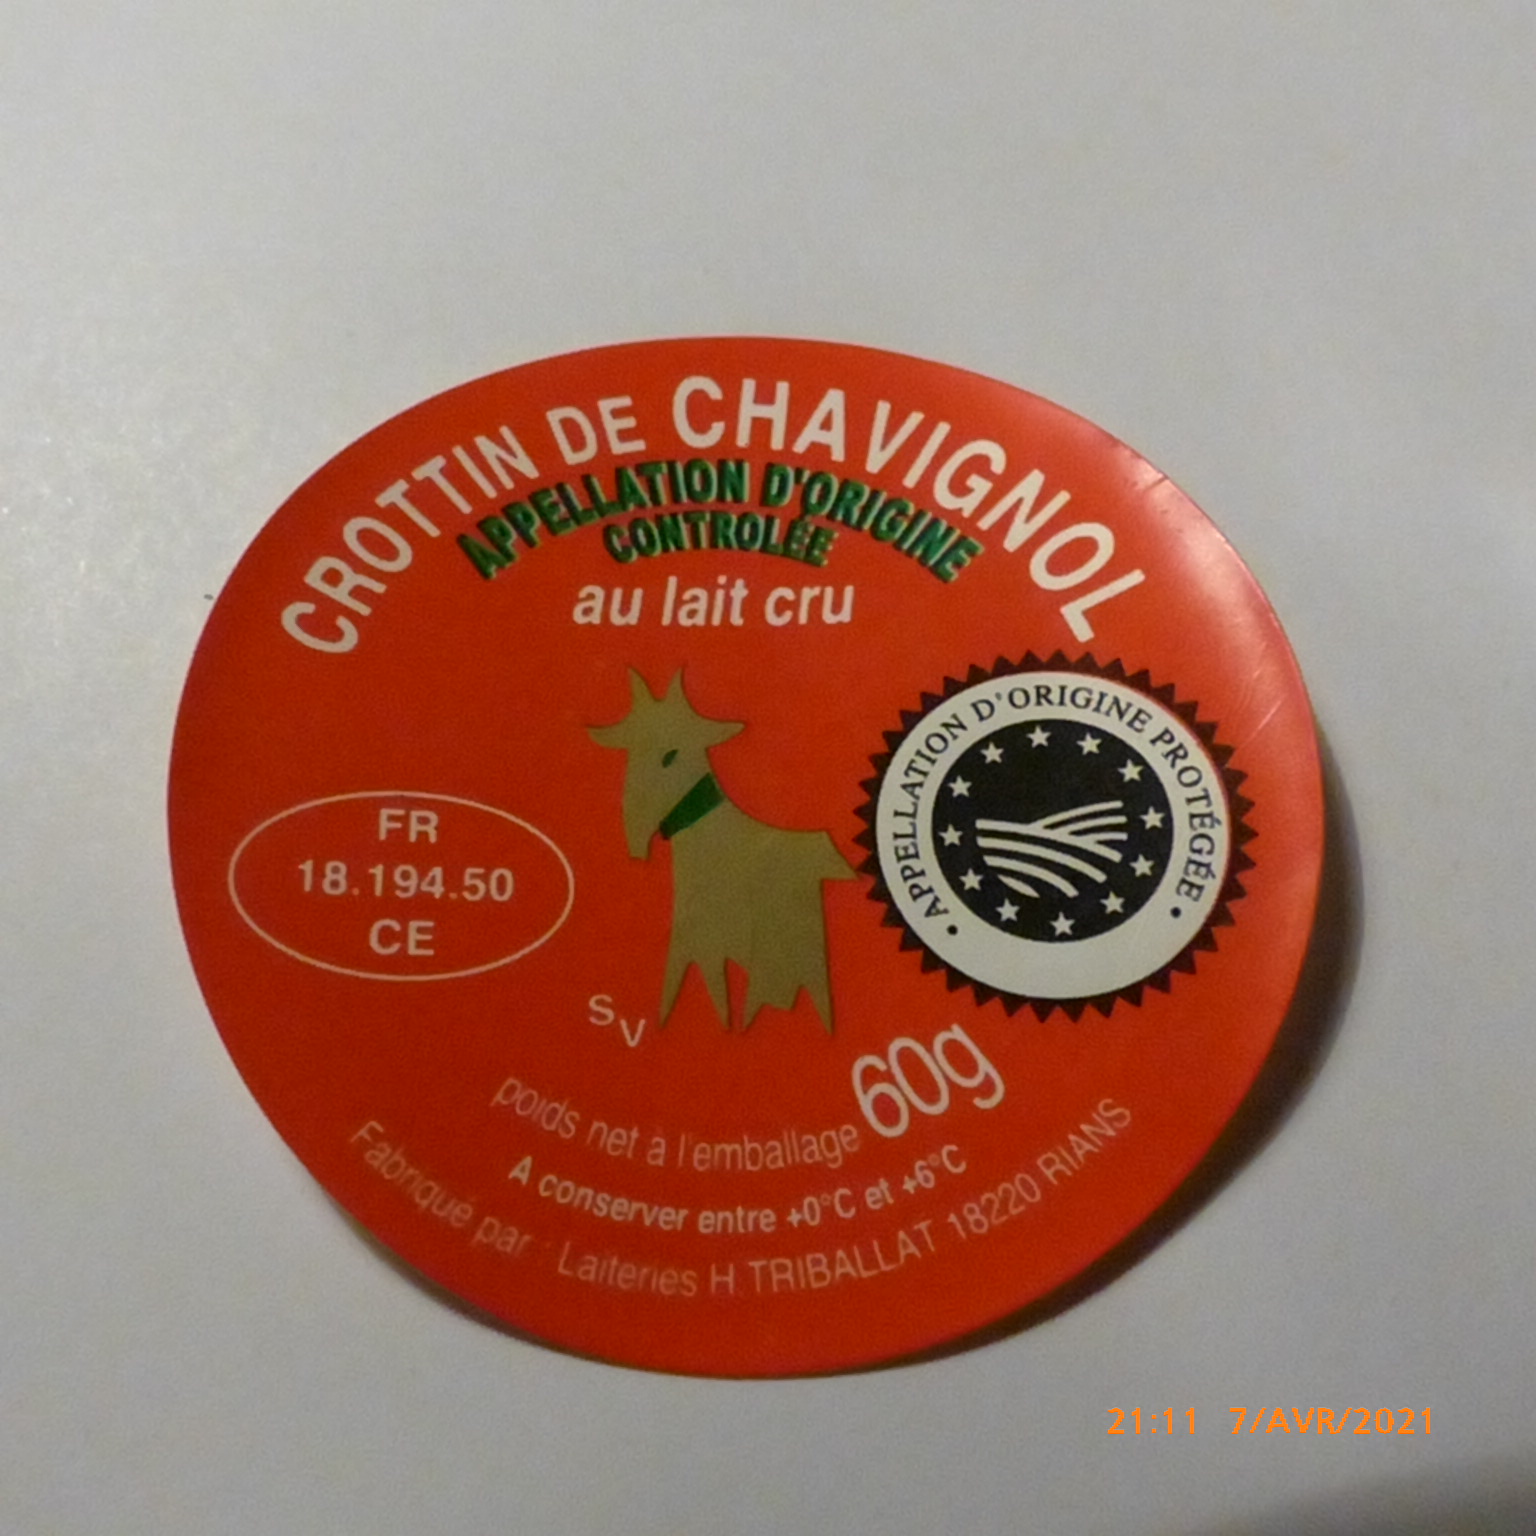 CROTTIN DE CHAVIGNOL
APPELLATION D'ORIGINE
CONTROLÉE
au lait cru
APPELLATION D'ORIGINE PROTÉGÉE
FR
18.194.50
CE
SV
poids net à l'emballage 60g
A conserver entre +0°C et +6°C
Fabriqué par : Laiteries H.TRIBALLAT 18220 RIANS
21:11 7/AVR/2021